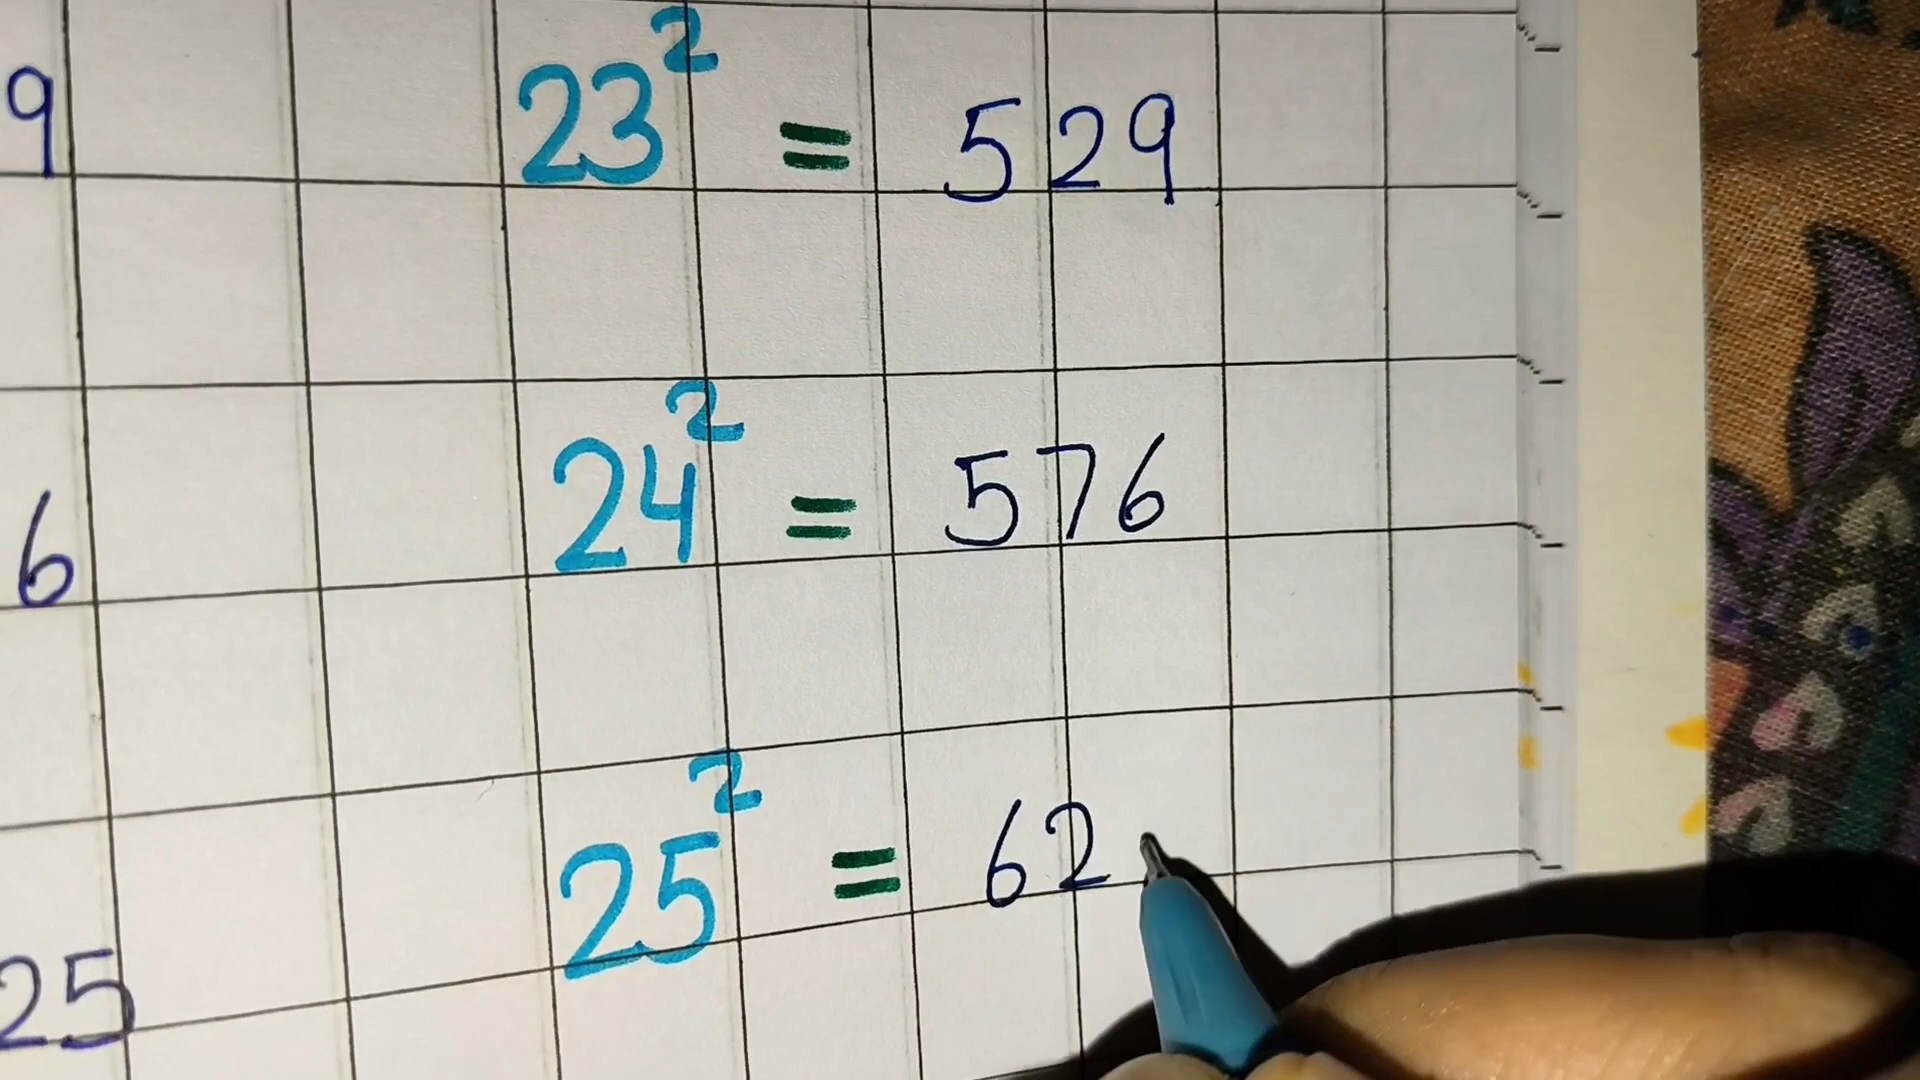 9 23² = 529
6 24² = 576
25 25² = 62